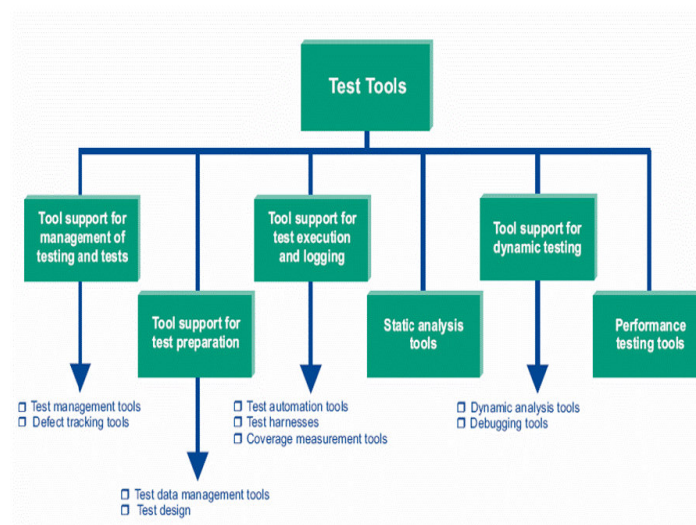 Test Tools
Tool support for
management of
testing and tests
Tool support for
test execution
and logging
Tool support for
dynamic testing
Tool support for
test preparation
Static analysis
tools
Performance
testing tools
❐ Test management tools
❐ Defect tracking tools
❐ Test automation tools
❐ Test harnesses
❐ Coverage measurement tools
❐ Dynamic analysis tools
❐ Debugging tools
❐ Test data management tools
❐ Test design